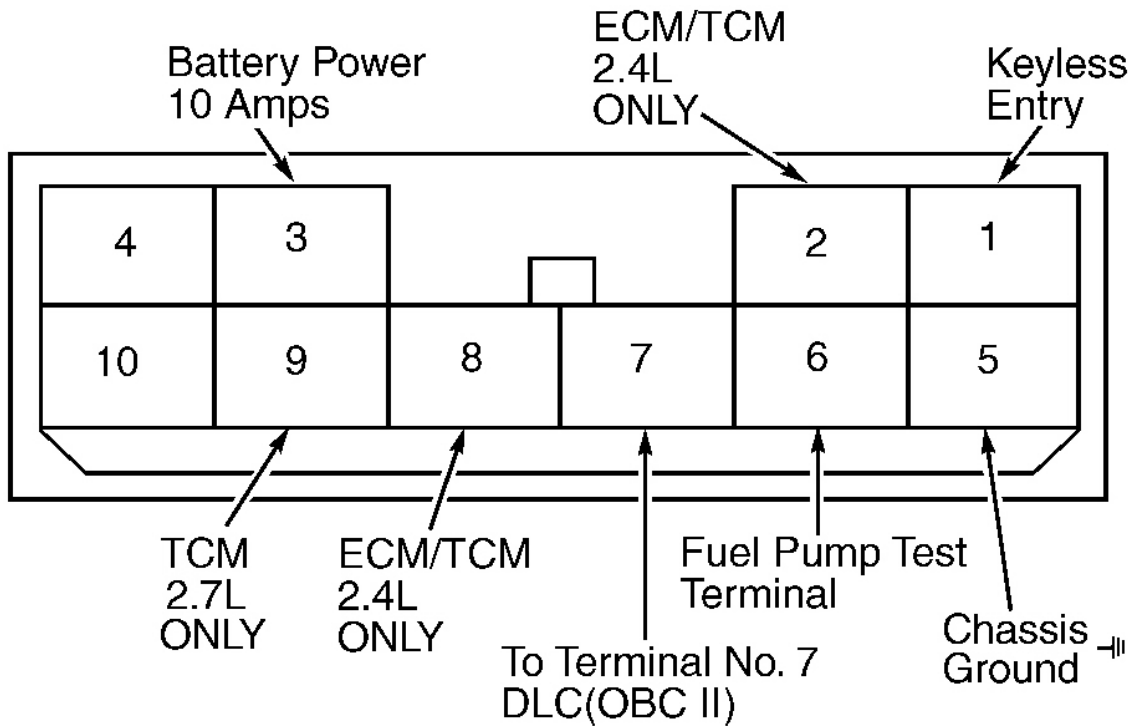 ECM/TCM
2.4L
ONLY
Battery Power
10 Amps
Keyless
Entry
4
3
2
1
10
9
8
7
6
5
TCM
2.7L
ONLY
ECM/TCM
2.4L
ONLY
To Terminal No. 7
DLC(OBC II)
Fuel Pump Test
Terminal
Chassis
Ground